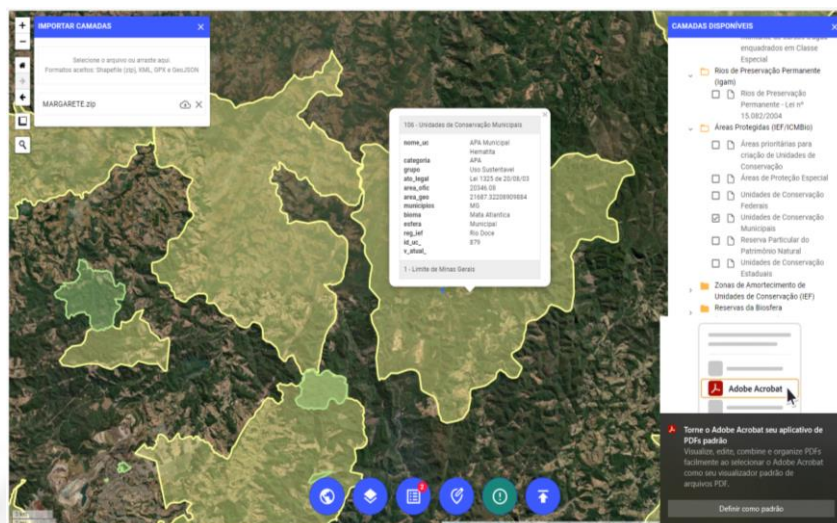 IMPORTAR CAMADAS
Selecione o arquivo ou arraste aqui.
Formatos aceitos: Shapefile (zip), KML, GPX e GeoJSON
MARGARETE.zip
106 - Unidades de Conservação Municipais
nome_uc APA Municipal Hematita
categoria APA
grupo Uso Sustentavel
ato_legal Lei 1325 de 20/08/03
area_ofic 20346.08
area_geo 21687.32208909884
municipios MG
bioma Mata Atlantica
esfera Municipal
reg_ief Rio Doce
id_uc_ 879
v_atual_
1 - Limite de Minas Gerais
2
CAMADAS DISPONÍVEIS
enquadrados em Classe
Especial
Rios de Preservação Permanente
(Igam)
Rios de Preservação
Permanente - Lei nº
15.082/2004
Áreas Protegidas (IEF/ICMBio)
Áreas prioritárias para
criação de Unidades de
Conservação
Áreas de Proteção Especial
Unidades de Conservação
Federais
Unidades de Conservação
Municipais
Reserva Particular do
Patrimônio Natural
Unidades de Conservação
Estaduais
Zonas de Amortecimento de
Unidades de Conservação (IEF)
Reservas da Biosfera
Adobe Acrobat
Torne o Adobe Acrobat seu aplicativo de
PDFs padrão
Visualize, edite, combine e organize PDFs
facilmente ao selecionar o Adobe Acrobat
como seu visualizador padrão de
arquivos PDF.
Definir como padrão